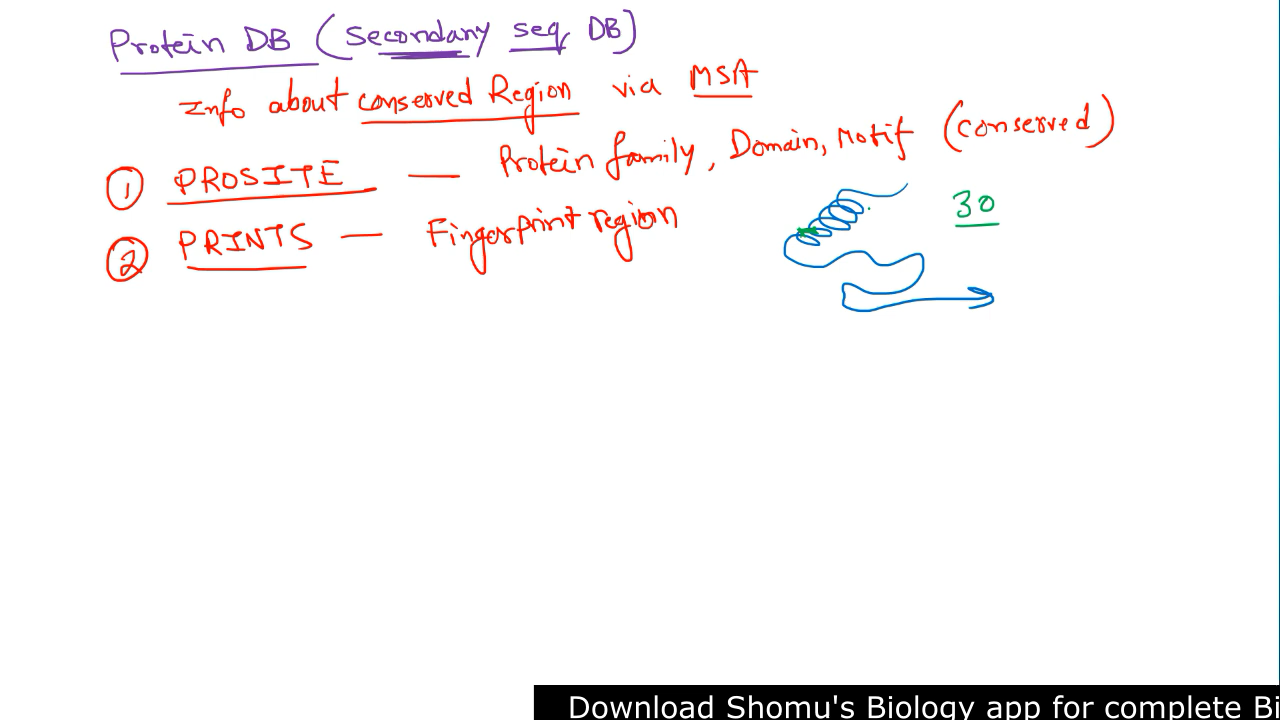 Protein DB (secondary seq DB)
Info about conserved Region via MSA
① PROSITE — Protein family, Domain, Motif (conserved)
② PRINTS — Fingerprint region
30
Download Shomu's Biology app for complete Bi